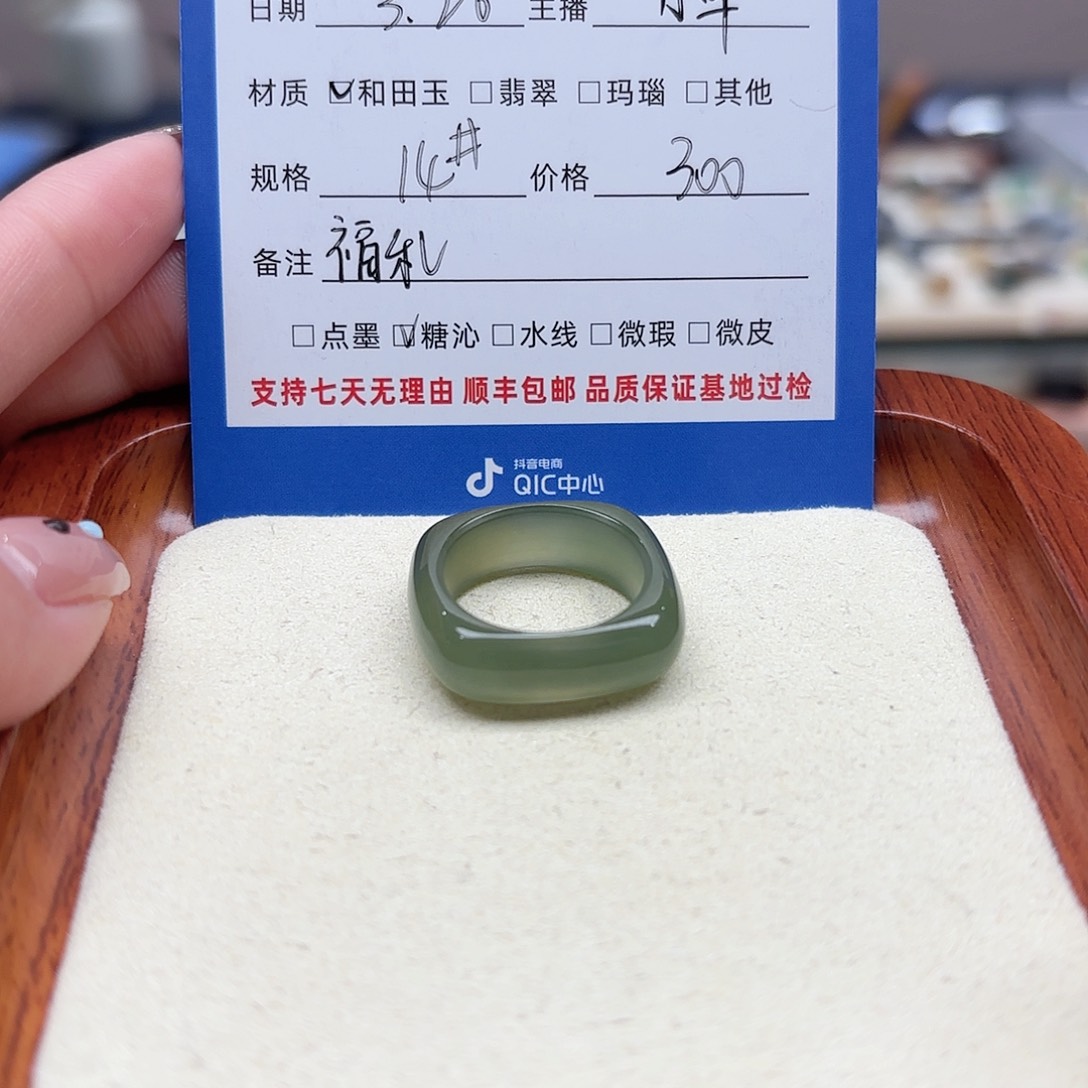 日期 3.20 主播
材质 ☑和田玉 □翡翠 □玛瑙 □其他
规格 14# 价格 300
备注 福利
□点墨 ☑糖沁 □水线 □微瑕 □微皮
支持七天无理由 顺丰包邮 品质保证基地过检
抖音电商
QIC中心